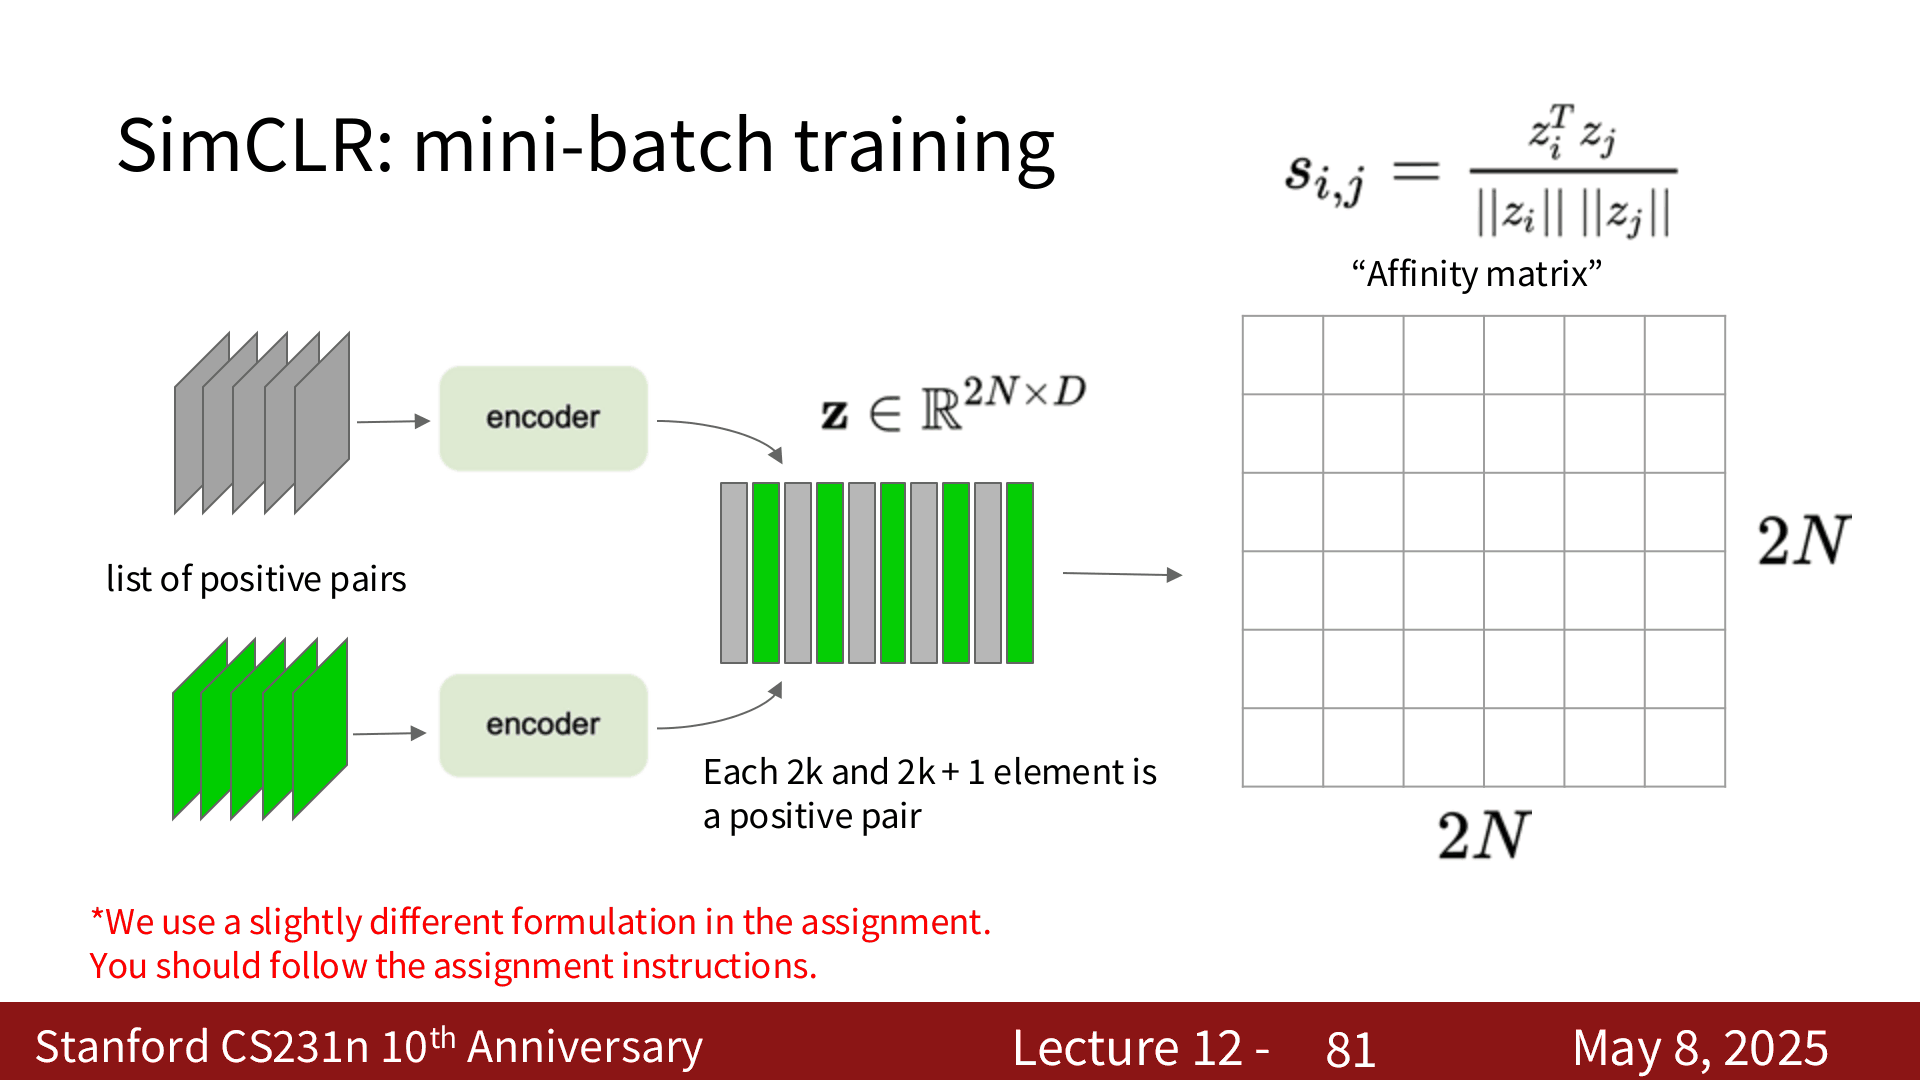 SimCLR: mini-batch training
s_{i,j} = \frac{z_i^T z_j}{||z_i|| ||z_j||}
“Affinity matrix”
encoder
z ∈ ℝ^{2N×D}
list of positive pairs
2N
encoder
Each 2k and 2k + 1 element is
a positive pair
2N
*We use a slightly different formulation in the assignment.
You should follow the assignment instructions.
Stanford CS231n 10th Anniversary
Lecture 12 - 81
May 8, 2025